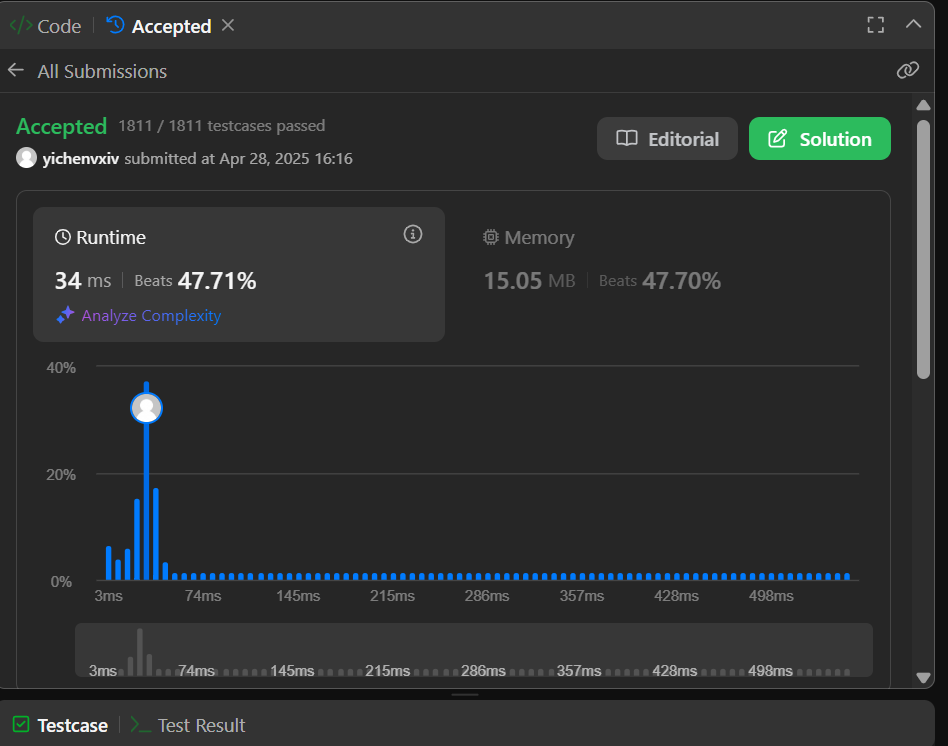 </> Code | Accepted ×
All Submissions
Accepted 1811 / 1811 testcases passed
yichenvxiv submitted at Apr 28, 2025 16:16
Editorial
Solution
Runtime
34 ms | Beats 47.71%
Analyze Complexity
Memory
15.05 MB | Beats 47.70%
40%
20%
0%
3ms 74ms 145ms 215ms 286ms 357ms 428ms 498ms
3ms 74ms 145ms 215ms 286ms 357ms 428ms 498ms
Testcase | >_ Test Result